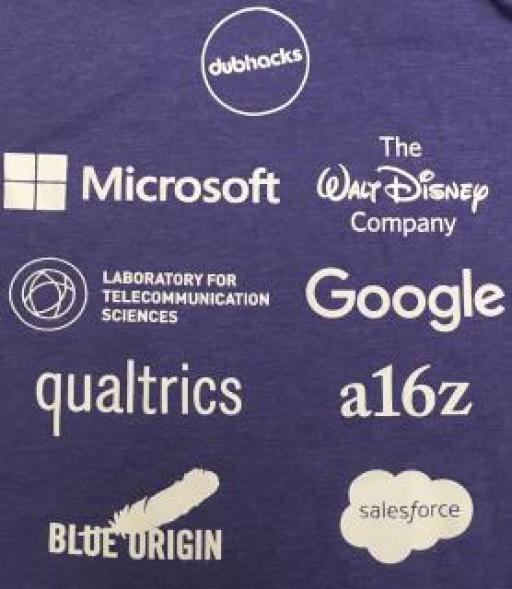 dubhacks
Microsoft
The
WALT DISNEY
Company
LABORATORY FOR
TELECOMMUNICATION
SCIENCES
Google
qualtrics
a16z
BLUE ORIGIN
salesforce